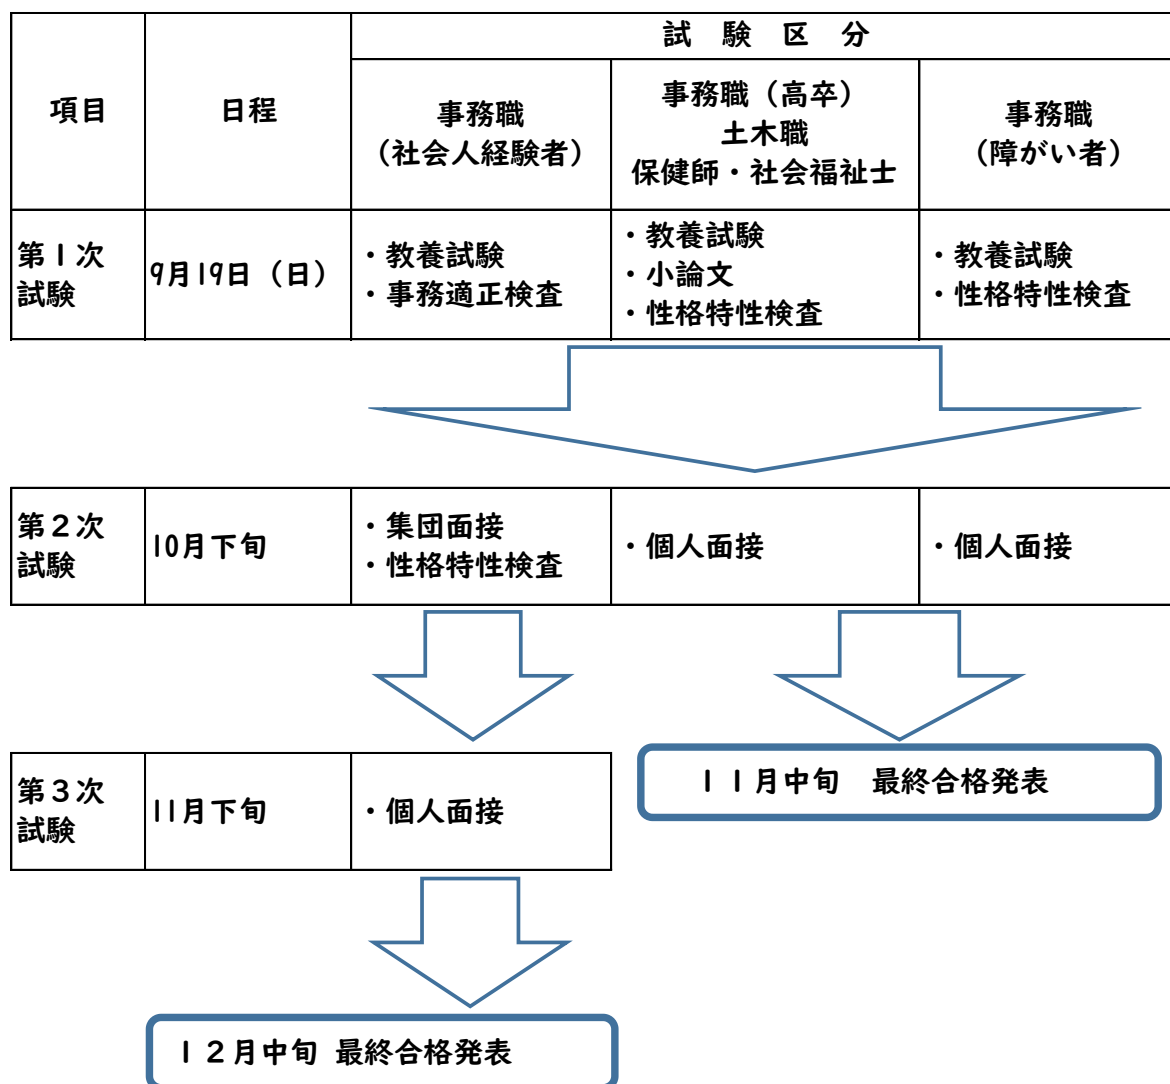 試 験 区 分
項目
日程
事務職
（社会人経験者）
事務職（高卒）
土木職
保健師・社会福祉士
事務職
（障がい者）
第1次
試験
9月19日（日）
・教養試験
・事務適正検査
・教養試験
・小論文
・性格特性検査
・教養試験
・性格特性検査
第2次
試験
10月下旬
・集団面接
・性格特性検査
・個人面接
・個人面接
第3次
試験
11月下旬
・個人面接
11月中旬 最終合格発表
12月中旬 最終合格発表